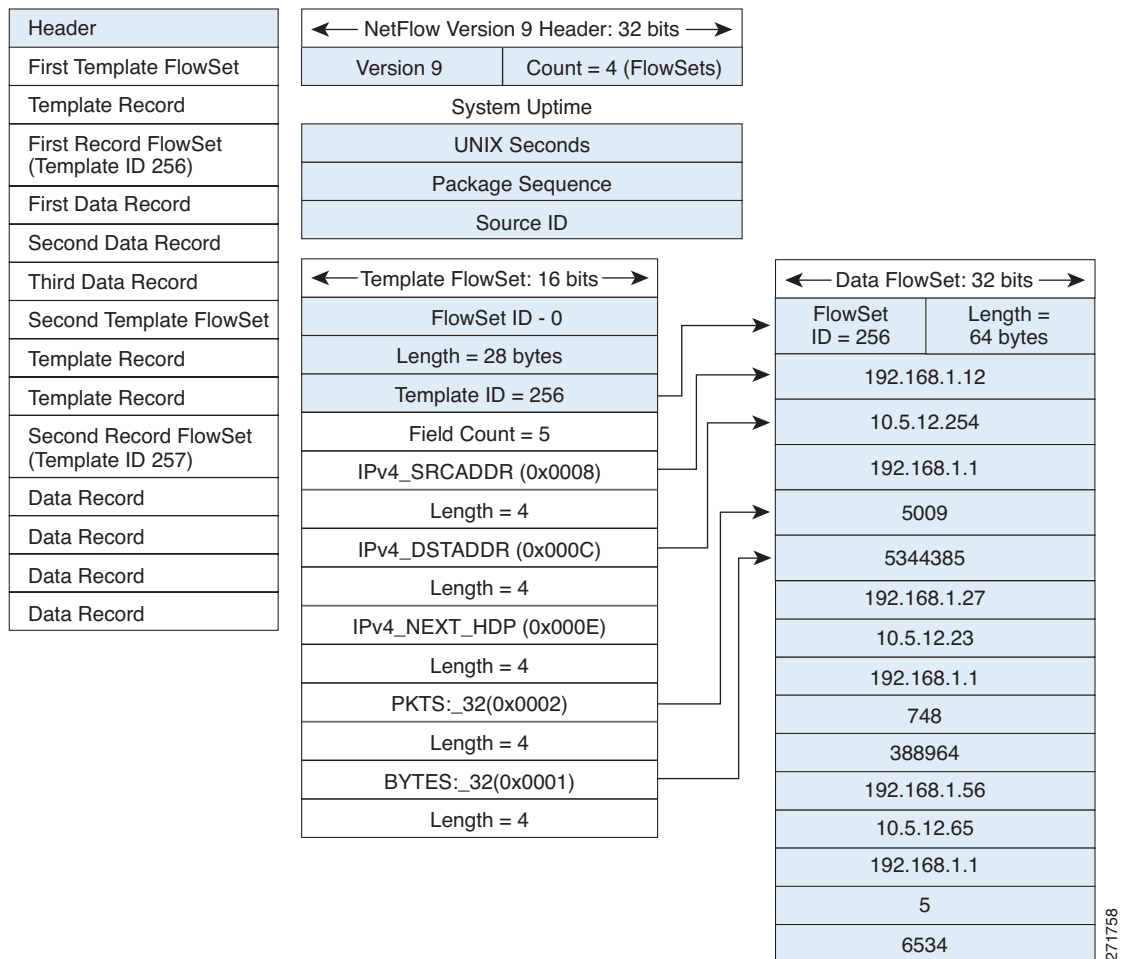 Header
First Template FlowSet
Template Record
First Record FlowSet
(Template ID 256)
First Data Record
Second Data Record
Third Data Record
Second Template FlowSet
Template Record
Template Record
Second Record FlowSet
(Template ID 257)
Data Record
Data Record
Data Record
Data Record
NetFlow Version 9 Header: 32 bits
Version 9
Count = 4 (FlowSets)
System Uptime
UNIX Seconds
Package Sequence
Source ID
Template FlowSet: 16 bits
FlowSet ID - 0
Length = 28 bytes
Template ID = 256
Field Count = 5
IPv4_SRCADDR (0x0008)
Length = 4
IPv4_DSTADDR (0x000C)
Length = 4
IPv4_NEXT_HDP (0x000E)
Length = 4
PKTS:_32(0x0002)
Length = 4
BYTES:_32(0x0001)
Length = 4
Data FlowSet: 32 bits
FlowSet
ID = 256
Length =
64 bytes
192.168.1.12
10.5.12.254
192.168.1.1
5009
5344385
192.168.1.27
10.5.12.23
192.168.1.1
748
388964
192.168.1.56
10.5.12.65
192.168.1.1
5
6534
271758